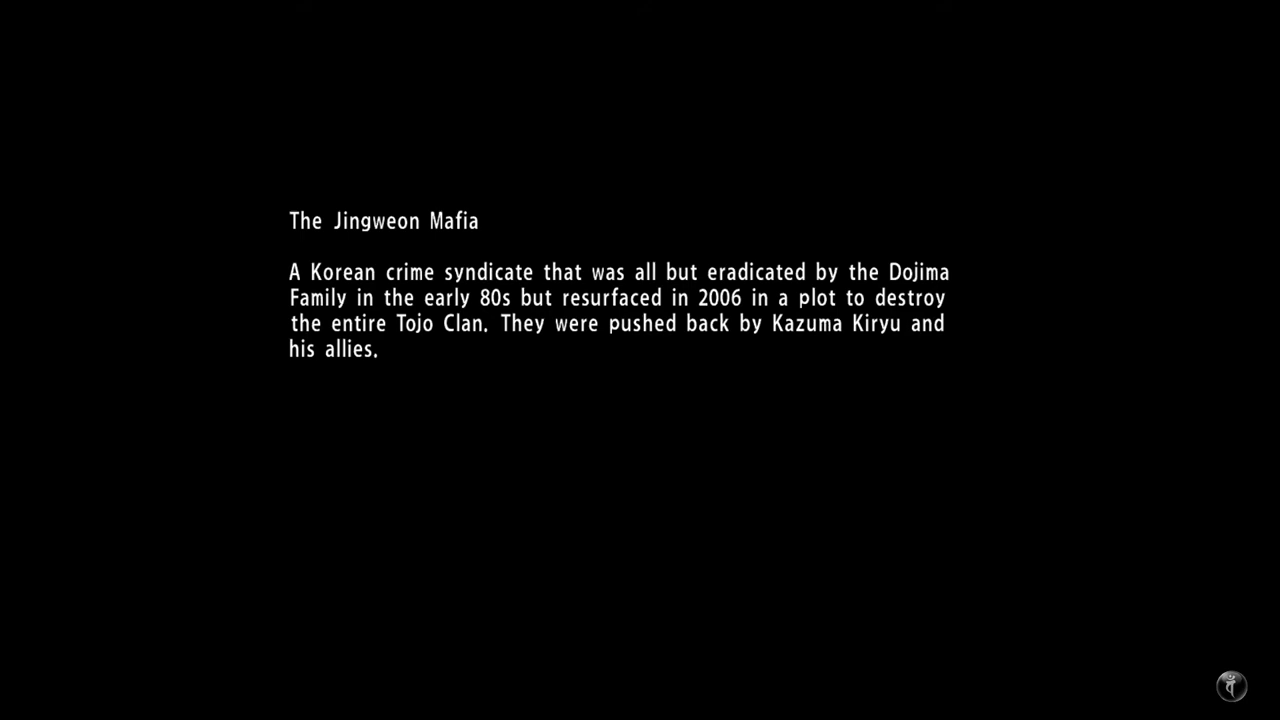 The Jingweon Mafia
A Korean crime syndicate that was all but eradicated by the Dojima
Family in the early 80s but resurfaced in 2006 in a plot to destroy
the entire Tojo Clan. They were pushed back by Kazuma Kiryu and
his allies.